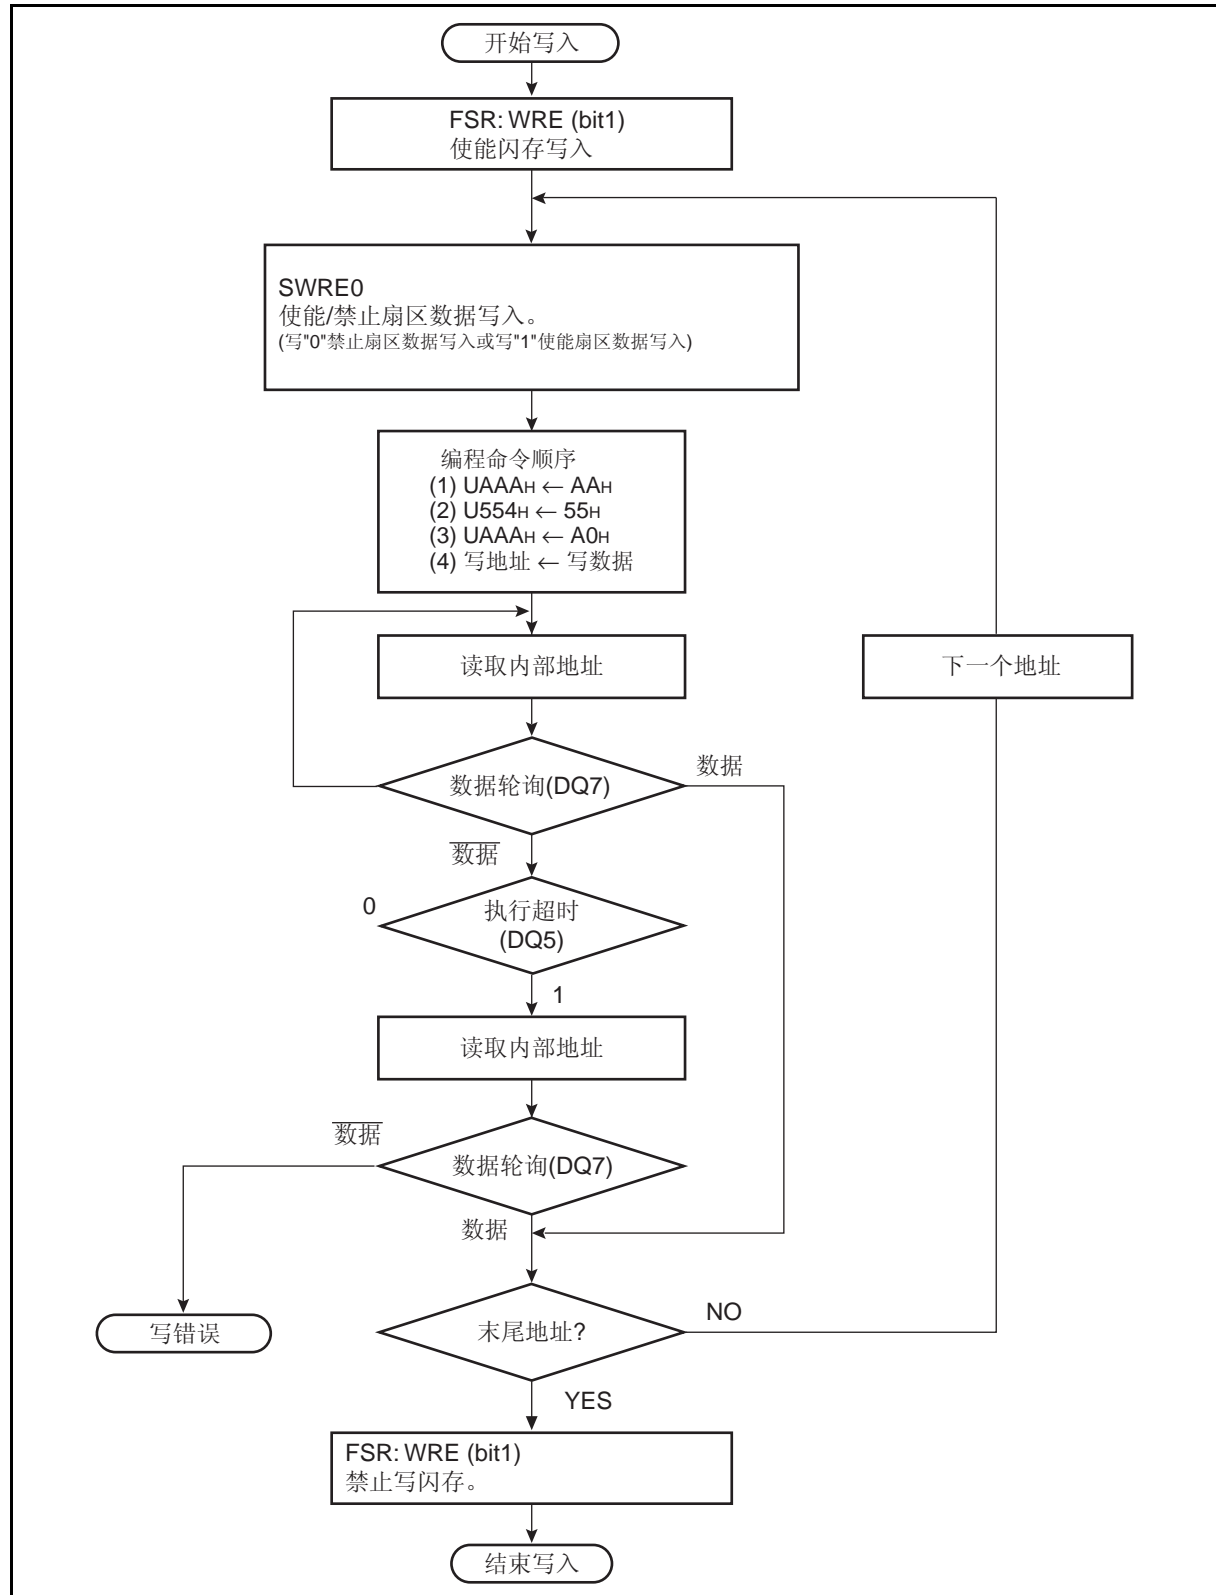 开始写入
FSR: WRE (bit1)
使能闪存写入
SWRE0
使能/禁止扇区数据写入。
(写"0"禁止扇区数据写入或写"1"使能扇区数据写入)
编程命令顺序
(1) UAAAH ← AAH
(2) U554H ← 55H
(3) UAAAH ← A0H
(4) 写地址 ← 写数据
读取内部地址
下一个地址
数据轮询(DQ7)
数据
数据
0
执行超时
(DQ5)
1
读取内部地址
数据
数据轮询(DQ7)
数据
写错误
末尾地址?
NO
YES
FSR: WRE (bit1)
禁止写闪存。
结束写入